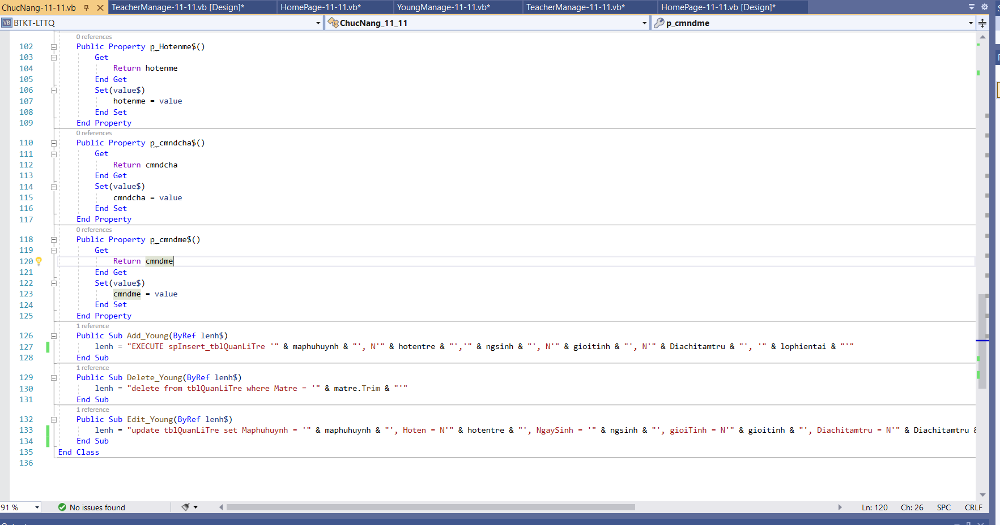 ChucNang-11-11.vb TeacherManage-11-11.vb [Design]* HomePage-11-11.vb* YoungManage-11-11.vb* TeacherManage-11-11.vb* HomePage-11-11.vb [Design]*
VB BTKT-LTTQ ChucNang_11_11 p_cmndme
0 references
102 Public Property p_Hotenme$()
103 Get
104 Return hotenme
105 End Get
106 Set(value$)
107 hotenme = value
108 End Set
109 End Property
0 references
110 Public Property p_cmndcha$()
111 Get
112 Return cmndcha
113 End Get
114 Set(value$)
115 cmndcha = value
116 End Set
117 End Property
0 references
118 Public Property p_cmndme$()
119 Get
120 Return cmndme
121 End Get
122 Set(value$)
123 cmndme = value
124 End Set
125 End Property
1 reference
126 Public Sub Add_Young(ByRef lenh$)
127 lenh = "EXECUTE spInsert_tblQuanLiTre '" & maphuhuynh & "', N'" & hotentre & "','" & ngsinh & "', N'" & gioitinh & "', N'" & Diachitamtru & "', '" & lophientai & "'"
128 End Sub
1 reference
129 Public Sub Delete_Young(ByRef lenh$)
130 lenh = "delete from tblQuanLiTre where Matre = '" & matre.Trim & "'"
131 End Sub
1 reference
132 Public Sub Edit_Young(ByRef lenh$)
133 lenh = "update tblQuanLiTre set Maphuhuynh = '" & maphuhuynh & "', Hoten = N'" & hotentre & "', NgaySinh = '" & ngsinh & "', gioiTinh = N'" & gioitinh & "', Diachitamtru = N'" & Diachitamtru &
134 End Sub
135 End Class
136
91 % No issues found Ln: 120 Ch: 26 SPC CRLF